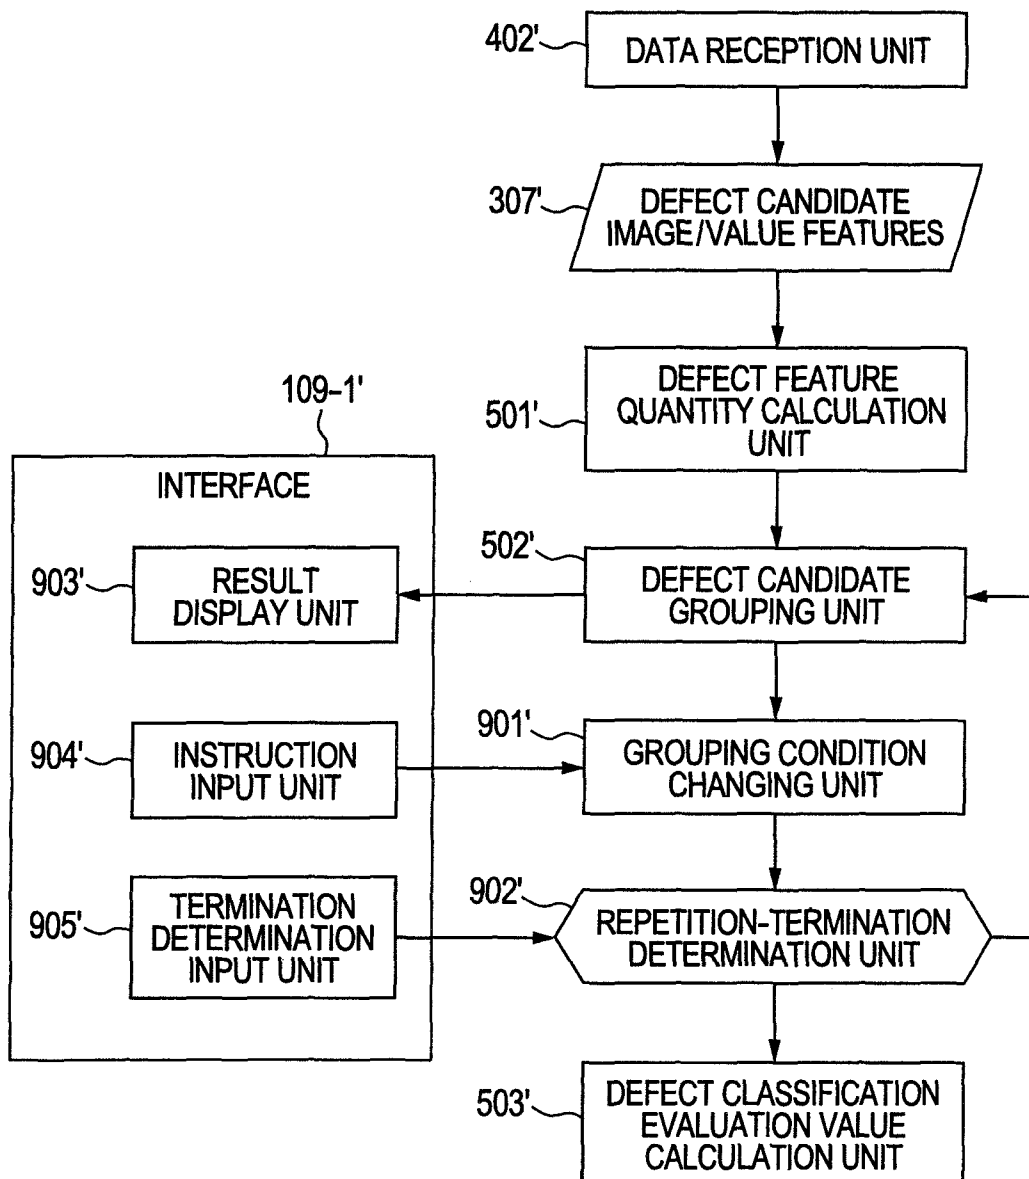 402'
DATA RECEPTION UNIT
307'
DEFECT CANDIDATE
IMAGE/VALUE FEATURES
501'
DEFECT FEATURE
QUANTITY CALCULATION
UNIT
109-1'
INTERFACE
903'
RESULT
DISPLAY UNIT
502'
DEFECT CANDIDATE
GROUPING UNIT
904'
INSTRUCTION
INPUT UNIT
901'
GROUPING CONDITION
CHANGING UNIT
905'
TERMINATION
DETERMINATION
INPUT UNIT
902'
REPETITION-TERMINATION
DETERMINATION UNIT
503'
DEFECT CLASSIFICATION
EVALUATION VALUE
CALCULATION UNIT